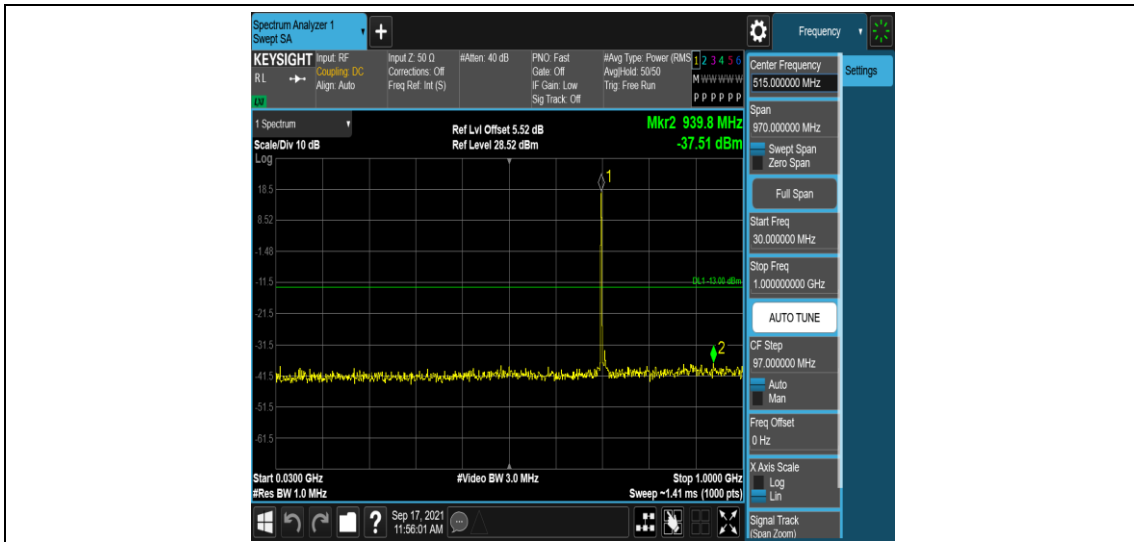 Spectrum Analyzer 1
Swept SA
+
Frequency
KEYSIGHT
RL
LXI
Input: RF
Coupling: DC
Align: Auto
Input Z: 50 Ω
Corrections: Off
Freq Ref: Int (S)
#Atten: 40 dB
PNO: Fast
Gate: Off
IF Gain: Low
Sig Track: Off
#Avg Type: Power (RMS
Avg|Hold: 50/50
Trig: Free Run
1 2 3 4 5 6
M W W W W W
P P P P P P
1 Spectrum
Scale/Div 10 dB
Log
Ref Lvl Offset 5.52 dB
Ref Level 28.52 dBm
Mkr2 939.8 MHz
-37.51 dBm
18.5
8.52
-1.48
-11.5
-21.5
-31.5
-41.5
-51.5
-61.5
1
DL1 -13.00 dBm
2
Start 0.0300 GHz
#Res BW 1.0 MHz
#Video BW 3.0 MHz
Stop 1.0000 GHz
Sweep ~1.41 ms (1000 pts)
?
Sep 17, 2021
11:56:01 AM
Center Frequency
515.000000 MHz
Settings
Span
970.000000 MHz
Swept Span
Zero Span
Full Span
Start Freq
30.000000 MHz
Stop Freq
1.000000000 GHz
AUTO TUNE
CF Step
97.000000 MHz
Auto
Man
Freq Offset
0 Hz
X Axis Scale
Log
Lin
Signal Track
(Span Zoom)